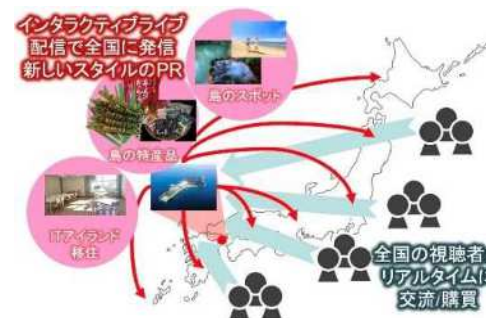 インタラクティブライブ
配信で全国に発信
新しいスタイルのPR
島のスポット
島の特産品
ITアイランド
移住
全国の視聴者
リアルタイムに
交流/購買